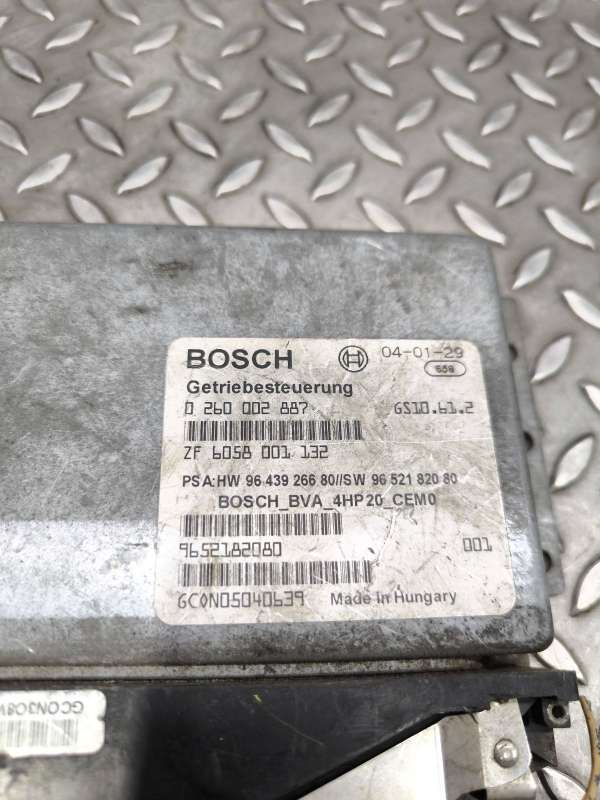 BOSCH 04-01-29
Getriebesteuerung
0 260 002 887 GS10.61.2
ZF 6058 001 132
PSA:HW 96 439 266 80//SW 96 521 820 80
BOSCH_BVA_4HP20_CEM0
9652182080 001
GC0N05040639 Made in Hungary